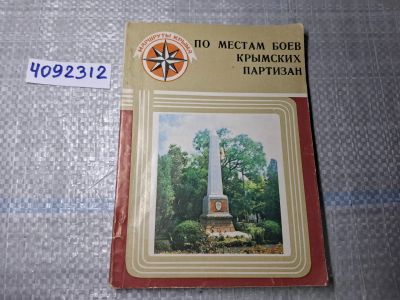 4092312
МАРШРУТЫ КРЫМА
ПО МЕСТАМ БОЕВ
КРЫМСКИХ
ПАРТИЗАН